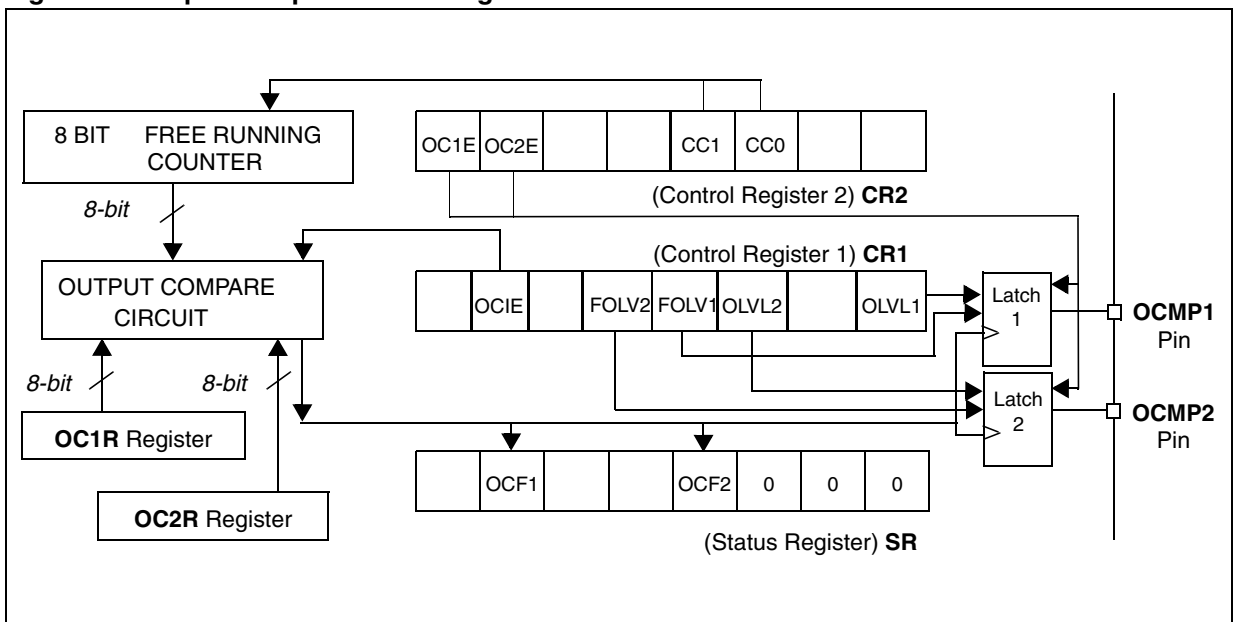 8 BIT FREE RUNNING
COUNTER
8-bit
OC1E OC2E CC1 CC0
(Control Register 2) CR2
(Control Register 1) CR1
OUTPUT COMPARE
CIRCUIT
OCIE FOLV2 FOLV1 OLVL2 OLVL1
Latch
1
OCMP1
Pin
8-bit 8-bit
Latch
2
OCMP2
Pin
OC1R Register
OCF1 OCF2 0 0 0
OC2R Register
(Status Register) SR